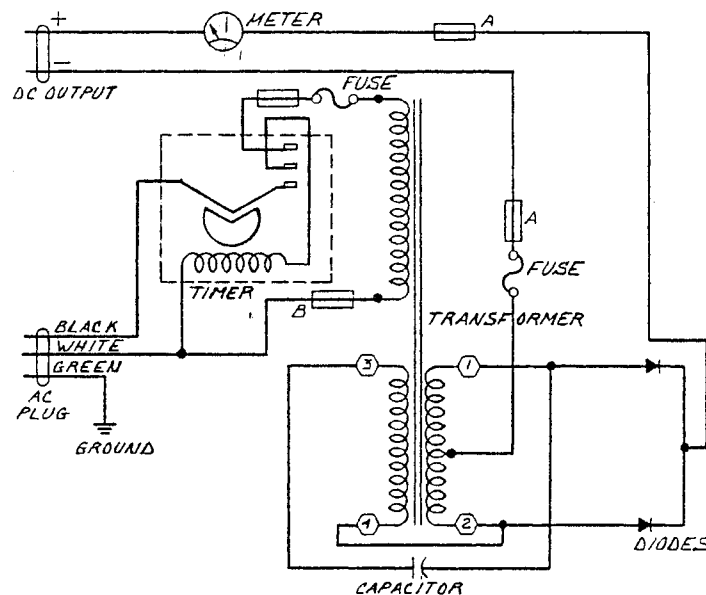 +
METER
A
-
DC OUTPUT
FUSE
A
FUSE
TIMER
B
TRANSFORMER
BLACK
WHITE
GREEN
AC
PLUG
GROUND
3
1
4
2
DIODES
CAPACITOR